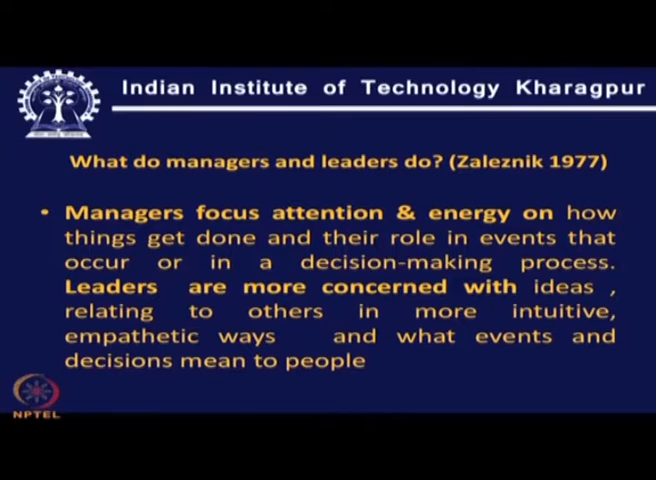 Indian Institute of Technology Kharagpur
What do managers and leaders do? (Zaleznik 1977)
• Managers focus attention & energy on how
things get done and their role in events that
occur or in a decision-making process.
Leaders are more concerned with ideas ,
relating to others in more intuitive,
empathetic ways and what events and
decisions mean to people
NPTEL